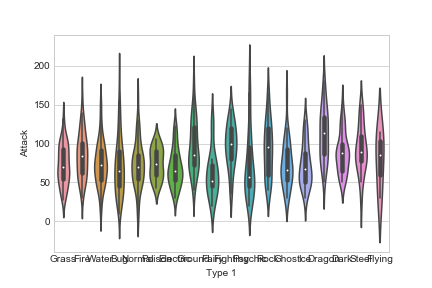 200
150
100
50
0
Attack
Grass Fire Water Bug Normal Poison Electric Ground Fairy Fighting Psychic Rock Ghost Ice Dragon Dark Steel Flying
Type 1